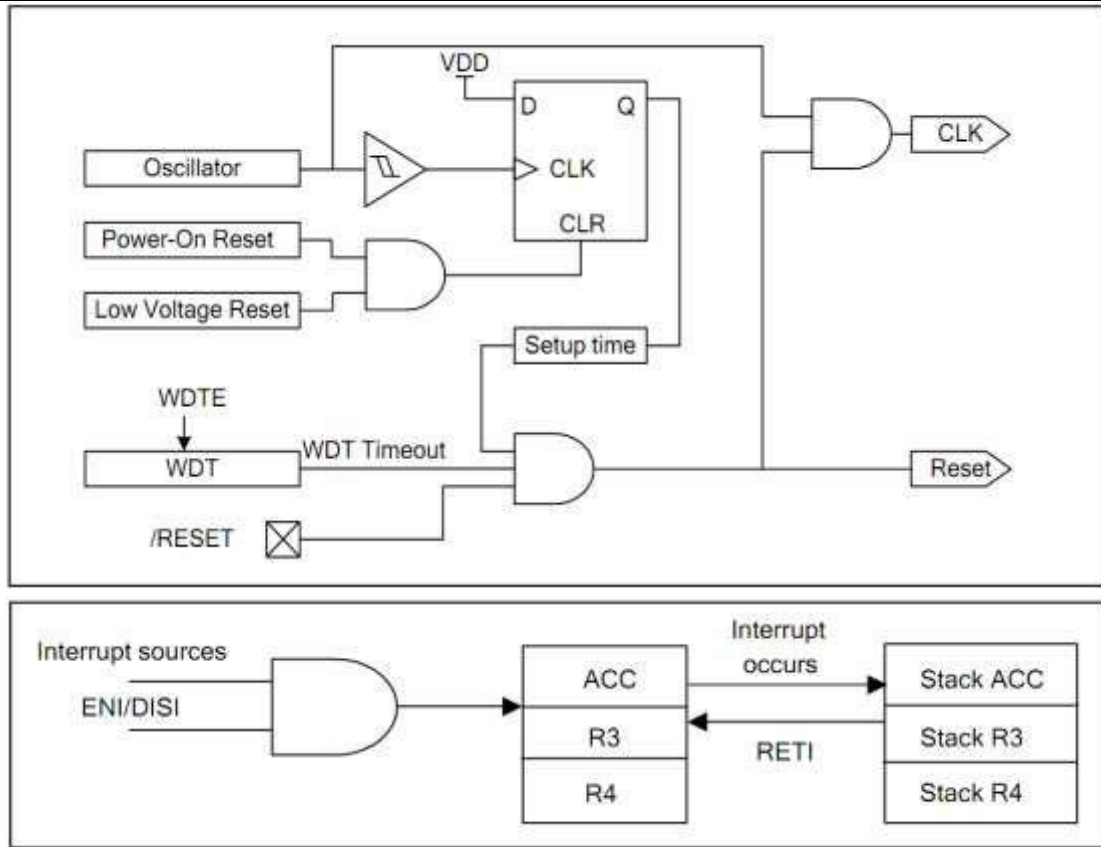 VDD
D
Q
CLK
Oscillator
CLK
CLR
Power-On Reset
Low Voltage Reset
Setup time
WDTE
WDT Timeout
WDT
Reset
/RESET
Interrupt sources
ENI/DISI
ACC
R3
R4
Interrupt
occurs
RETI
Stack ACC
Stack R3
Stack R4